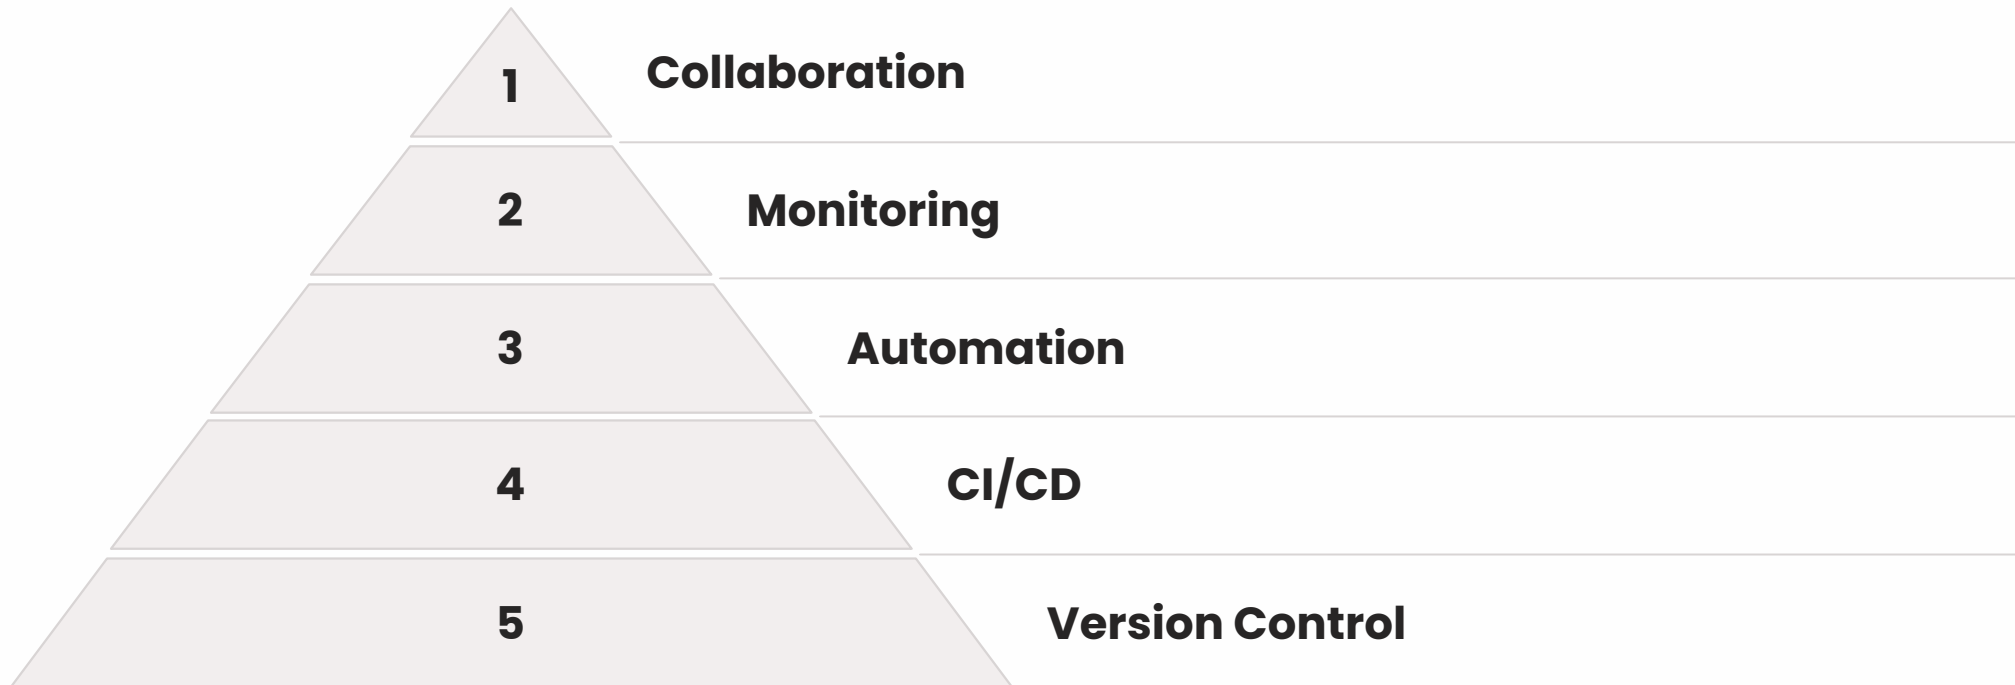 1
Collaboration
2
Monitoring
3
Automation
4
CI/CD
5
Version Control